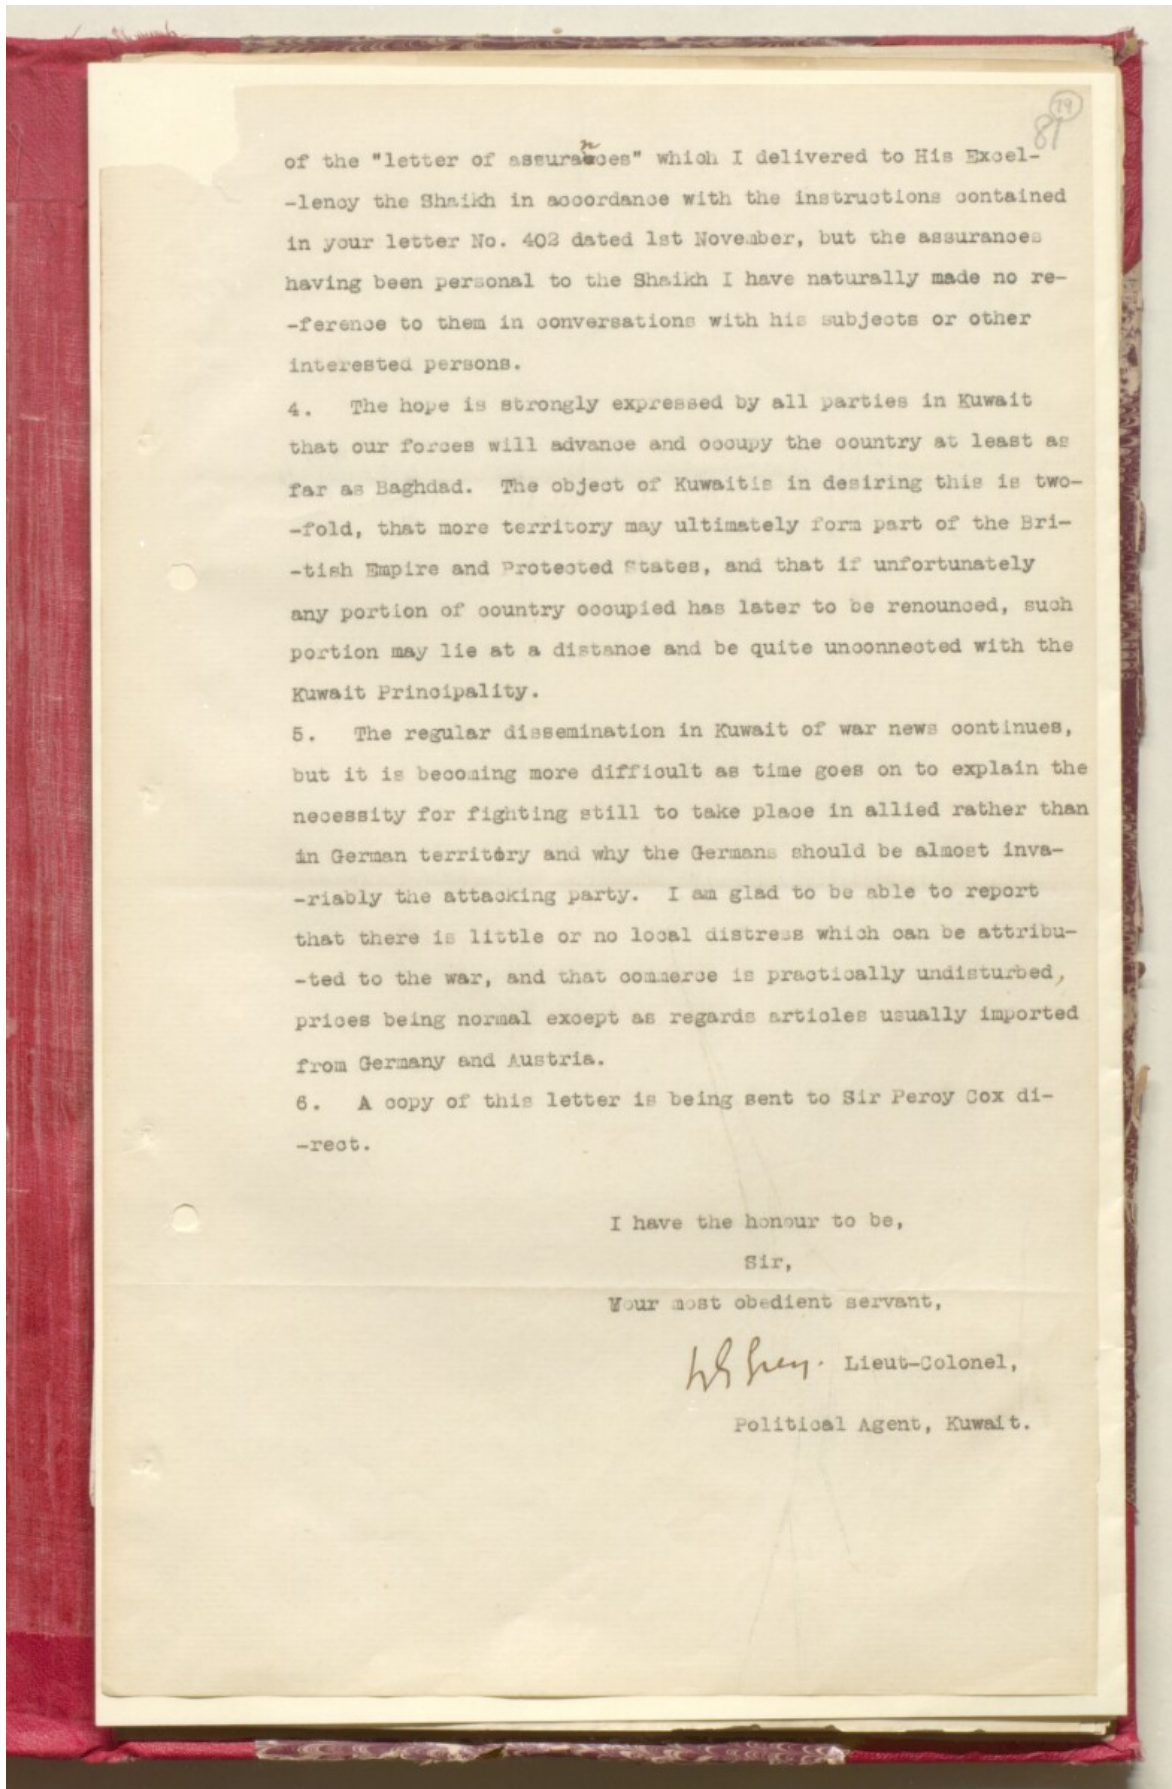 79
81
of the "letter of assurances" which I delivered to His Excel-
-lency the Shaikh in accordance with the instructions contained
in your letter No. 402 dated 1st November, but the assurances
having been personal to the Shaikh I have naturally made no re-
-ference to them in conversations with his subjects or other
interested persons.
4. The hope is strongly expressed by all parties in Kuwait
that our forces will advance and occupy the country at least as
far as Baghdad. The object of Kuwaitis in desiring this is two-
-fold, that more territory may ultimately form part of the Bri-
-tish Empire and Protected States, and that if unfortunately
any portion of country occupied has later to be renounced, such
portion may lie at a distance and be quite unconnected with the
Kuwait Principality.
5. The regular dissemination in Kuwait of war news continues,
but it is becoming more difficult as time goes on to explain the
necessity for fighting still to take place in allied rather than
in German territory and why the Germans should be almost inva-
-riably the attacking party. I am glad to be able to report
that there is little or no local distress which can be attribu-
-ted to the war, and that commerce is practically undisturbed,
prices being normal except as regards articles usually imported
from Germany and Austria.
6. A copy of this letter is being sent to Sir Percy Cox di-
-rect.
I have the honour to be,
Sir,
Your most obedient servant,
WGGrey. Lieut-Colonel,
Political Agent, Kuwait.